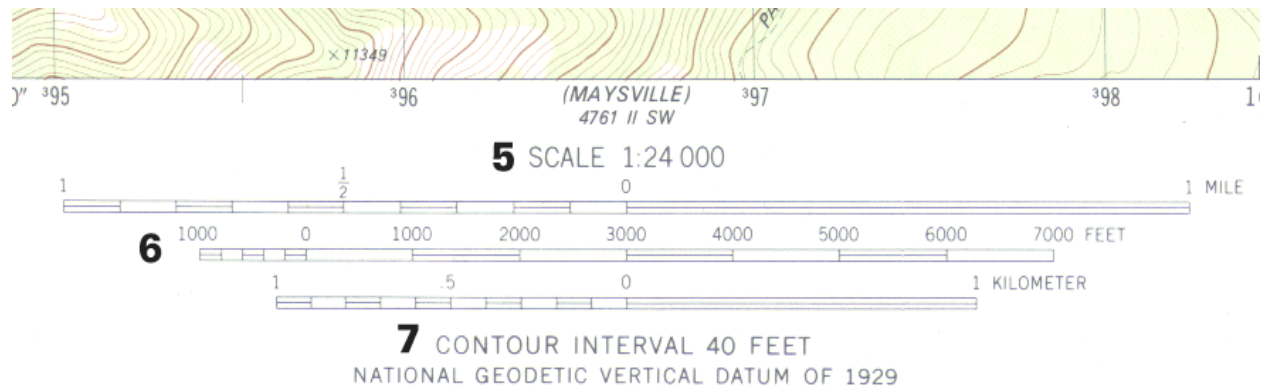 PA
×11349
0" ³95 ³96 (MAYSVILLE) ³97 ³98 1
4761 II SW
5 SCALE 1:24 000
1 1/2 0 1 MILE
6 1000 0 1000 2000 3000 4000 5000 6000 7000 FEET
1 .5 0 1 KILOMETER
7 CONTOUR INTERVAL 40 FEET
NATIONAL GEODETIC VERTICAL DATUM OF 1929